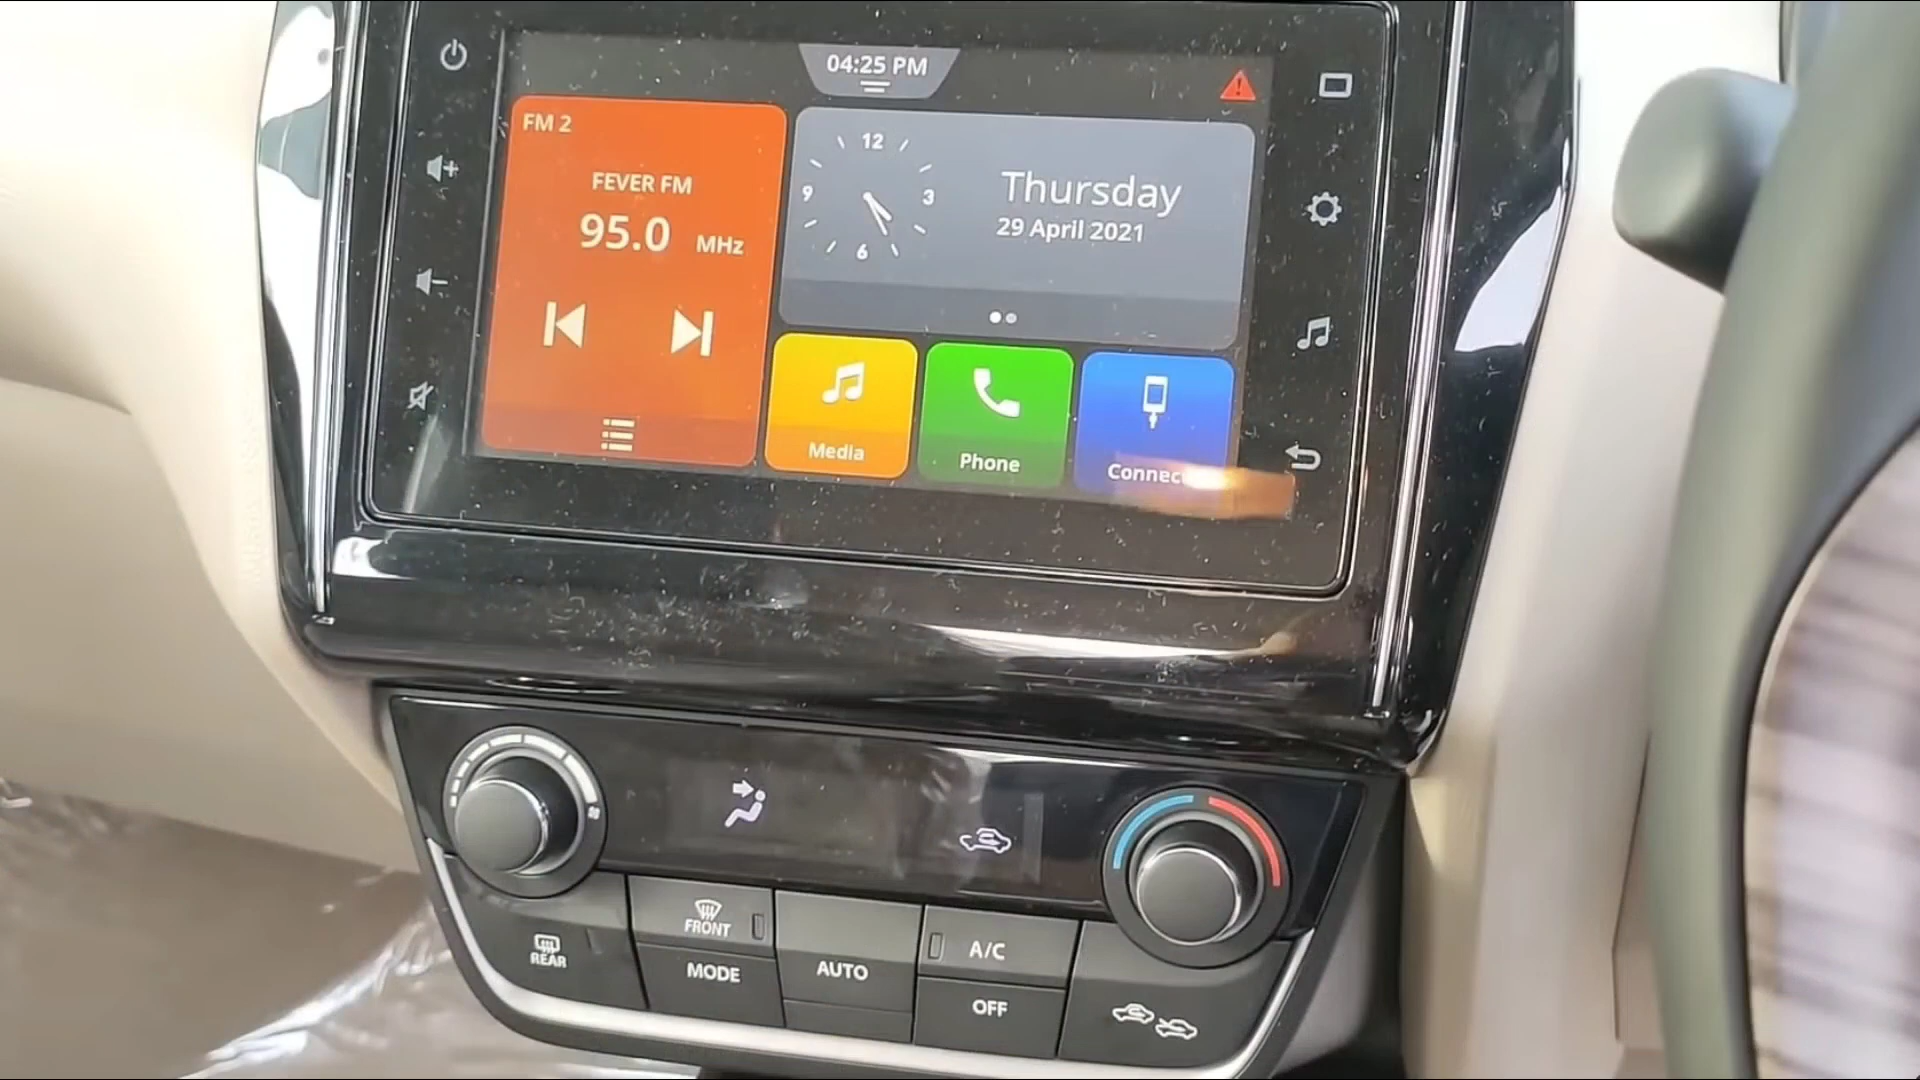 04:25 PM
FM 2
FEVER FM
95.0 MHz
12
3
6
9
Thursday
29 April 2021
Media
Phone
Connec
FRONT
REAR
MODE
AUTO
A/C
OFF